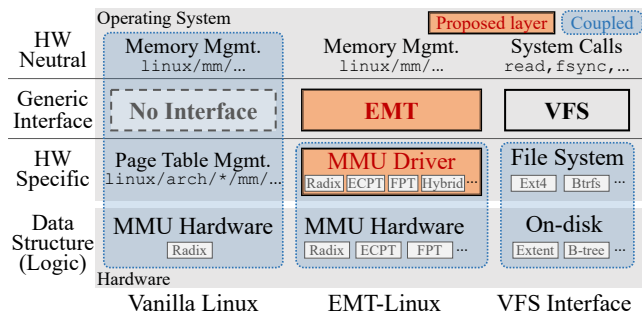 Operating System
Proposed layer
Coupled
HW
Neutral
Memory Mgmt.
linux/mm/…
Memory Mgmt.
linux/mm/…
System Calls
read,fsync,…
Generic
Interface
No Interface
EMT
VFS
HW
Specific
Page Table Mgmt.
linux/arch/*/mm/…
MMU Driver
Radix ECPT FPT Hybrid …
File System
Ext4 Btrfs …
Data
Structure
(Logic)
MMU Hardware
Radix
MMU Hardware
Radix ECPT FPT …
On-disk
Extent B-tree …
Hardware
Vanilla Linux
EMT-Linux
VFS Interface